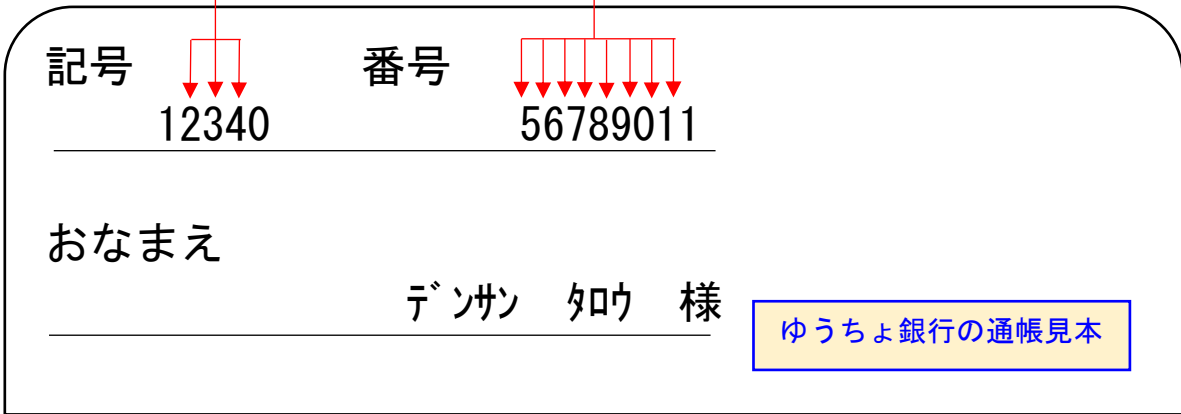 記号　番号
12340　56789011
おなまえ
ﾃﾞﾝｻﾝ　ﾀﾛｳ　様
ゆうちょ銀行の通帳見本